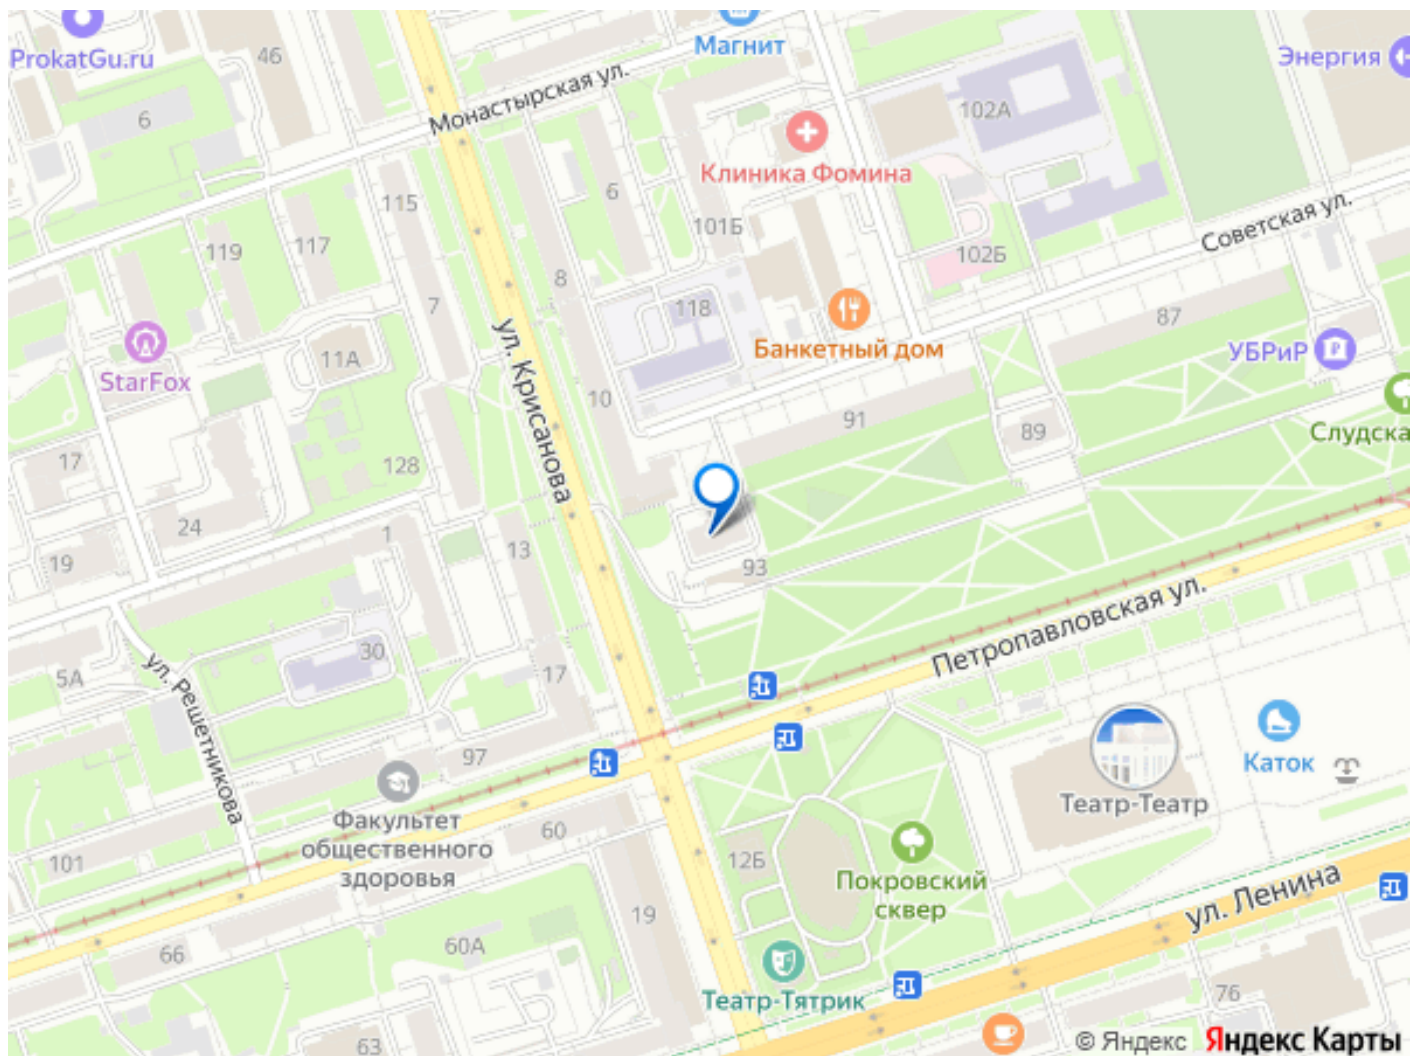 ProkatGu.ru
46
Магнит
Энергия
6
Монастырская ул.
102А
Клиника Фомина
115
6
101Б
119
117
Советская ул.
102Б
8
7
118
87
ул. Крисанова
Банкетный дом
УБРиР
11А
StarFox
10
91
89
Слудска
17
128
24
1
13
19
93
30
Петропавловская ул.
5А
17
ул. Решетникова
97
Каток
Театр-Театр
Факультет
общественного
здоровья
60
101
12Б
Покровский
сквер
ул. Ленина
19
66
60А
Театр-Тятрик
76
63
© Яндекс Яндекс Карты